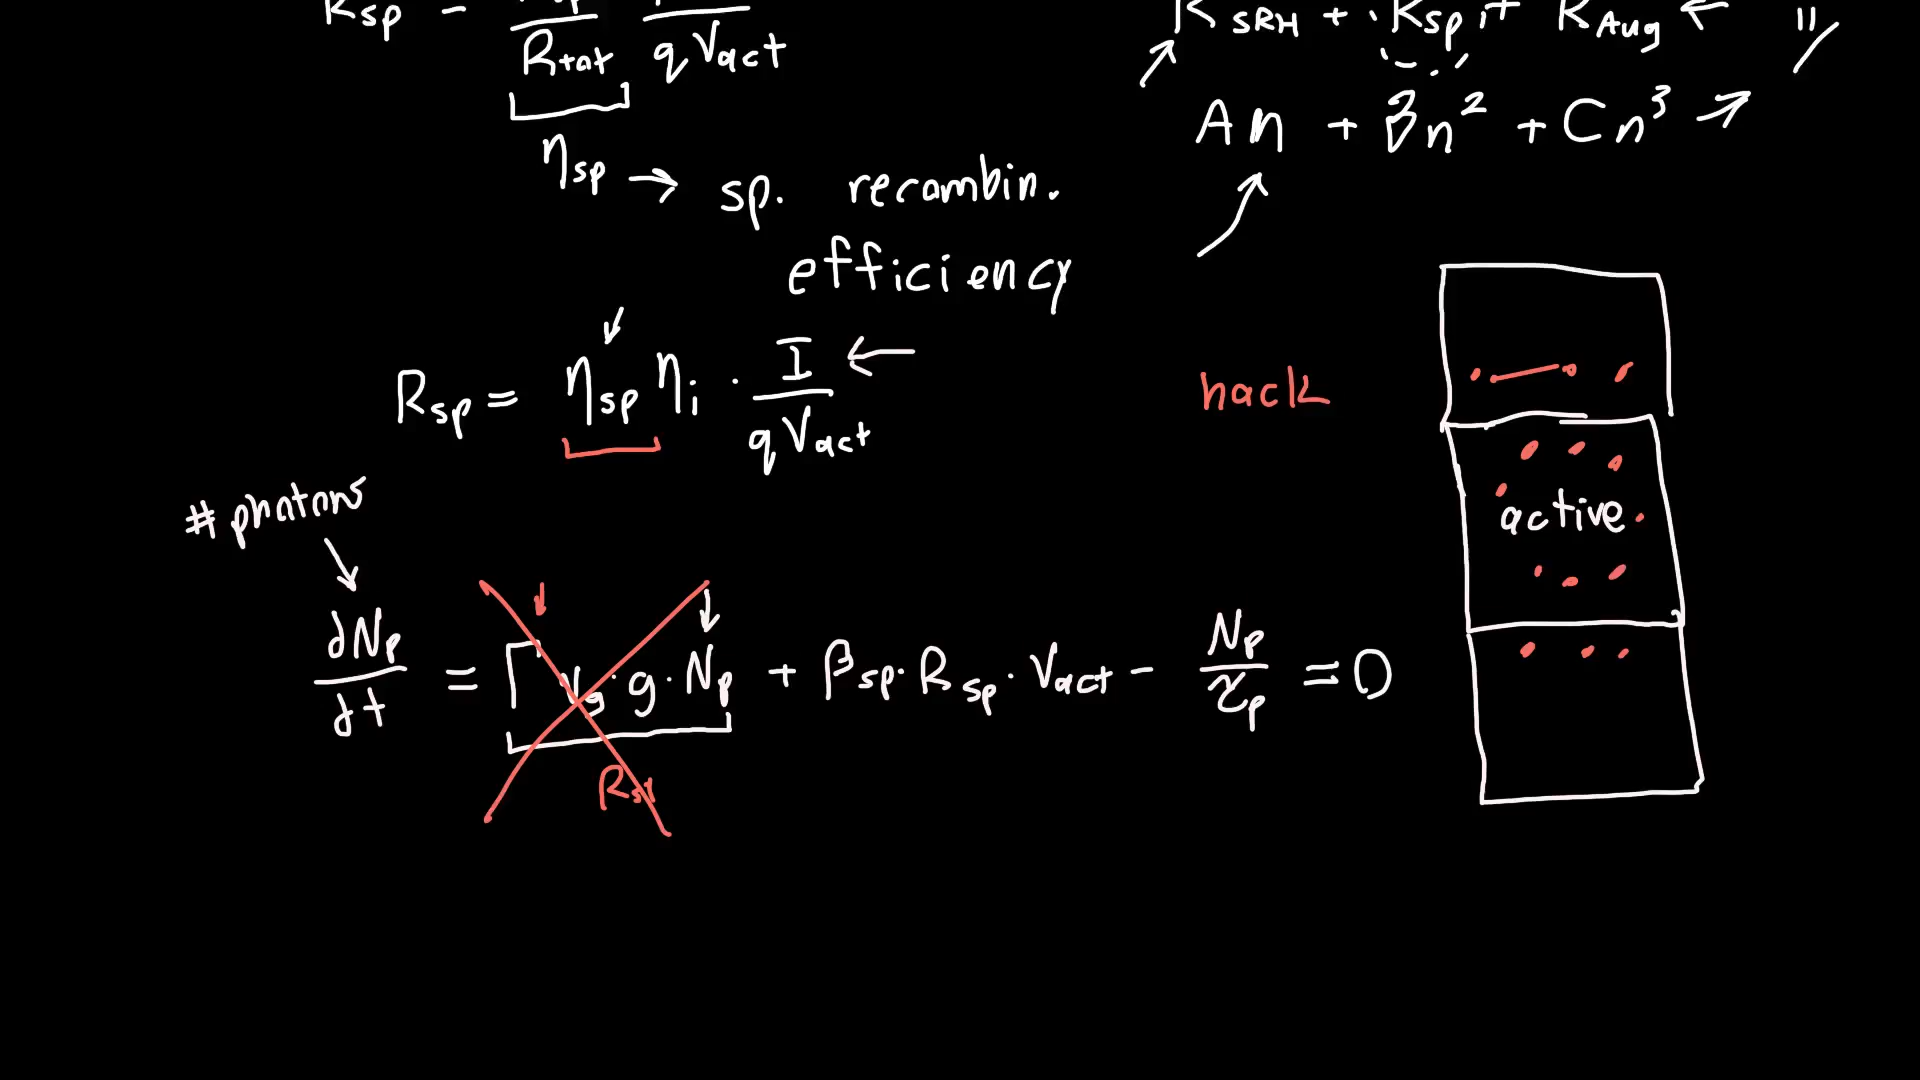 Rsp = / Rtot qVact
RSRH + Rsp + RAug ← "
An + Bn² + Cn³ →
ηsp → sp. recombin.
efficiency
Rsp = ηsp ηi · I / qVact ←
hack
# photons
active
dNp/dt = Γ vg · g · Np + βsp · Rsp · Vact - Np/τp = 0
Rst